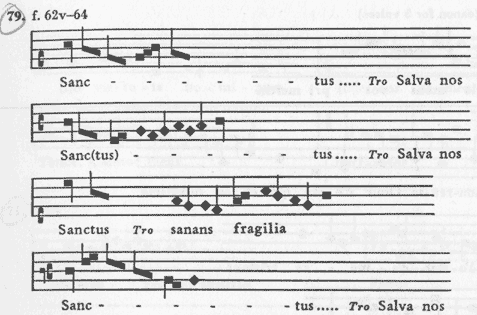 79. f. 62v-64
Sanc - - - - - - - tus ..... Tro Salva nos
Sanc(tus) - - - - - tus ..... Tro Salva nos
Sanctus Tro sanans fragilia
Sanc - - - - - - tus ..... Tro Salva nos